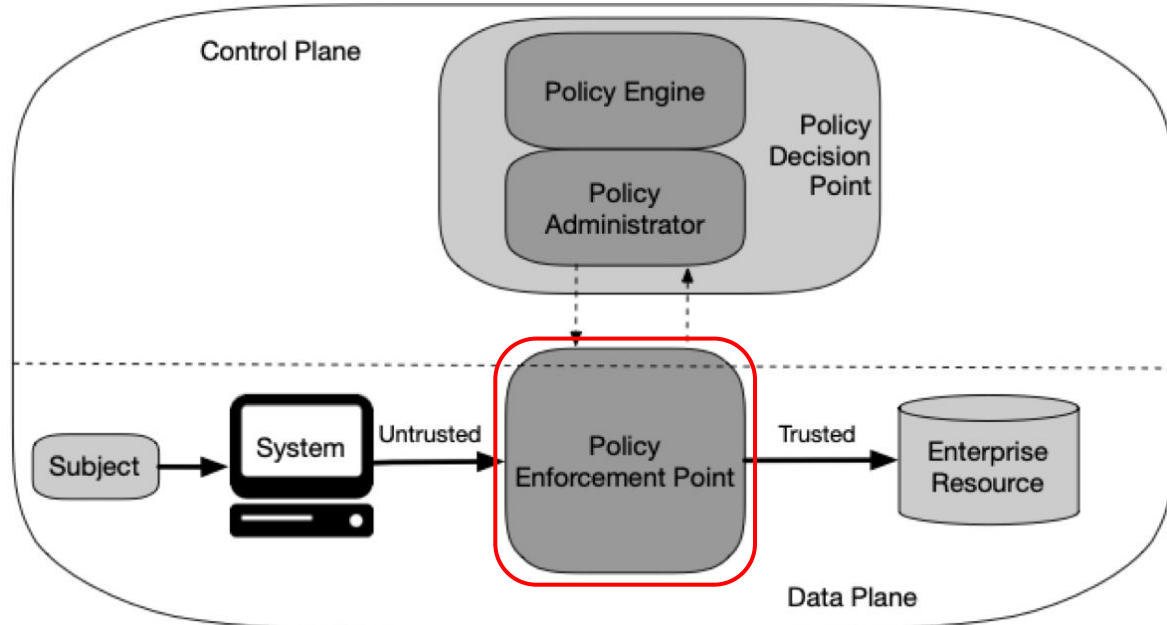 Control Plane
Policy Engine
Policy
Decision
Point
Policy
Administrator
Subject
System
Untrusted
Policy
Enforcement Point
Trusted
Enterprise
Resource
Data Plane